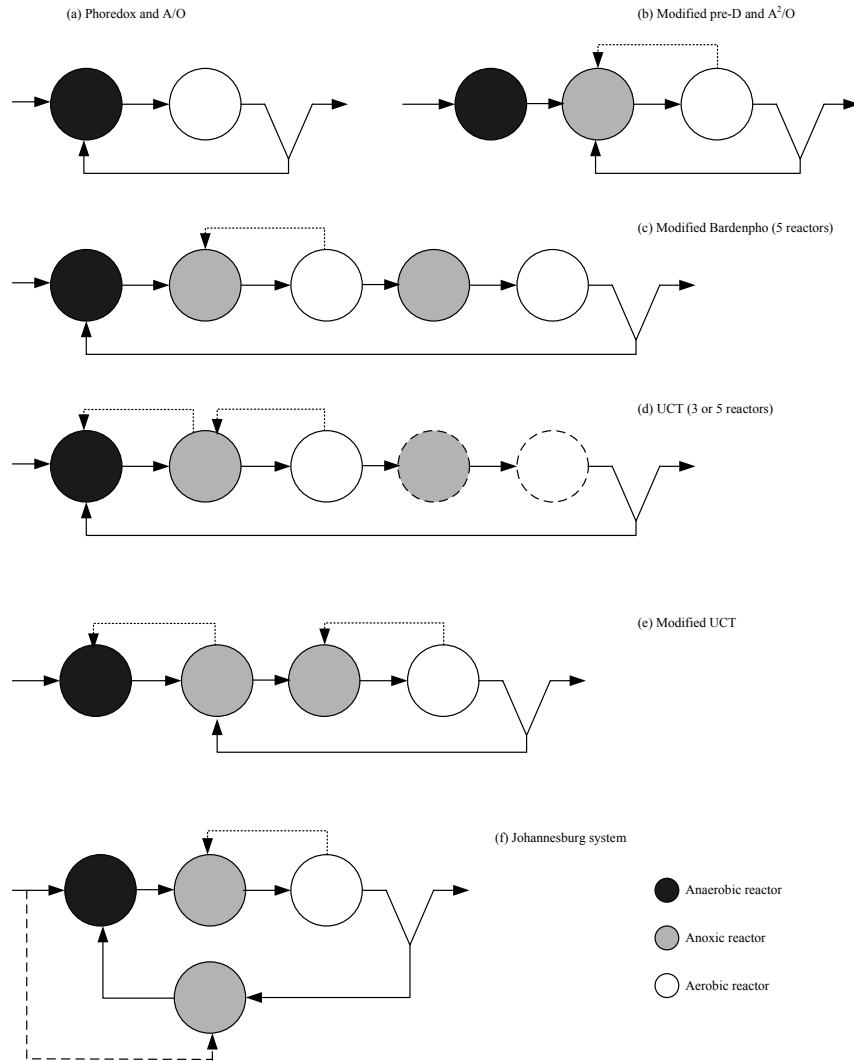 (a) Phoredox and A/O
(b) Modified pre-D and A²/O
(c) Modified Bardenpho (5 reactors)
(d) UCT (3 or 5 reactors)
(e) Modified UCT
(f) Johannesburg system
Anaerobic reactor
Anoxic reactor
Aerobic reactor